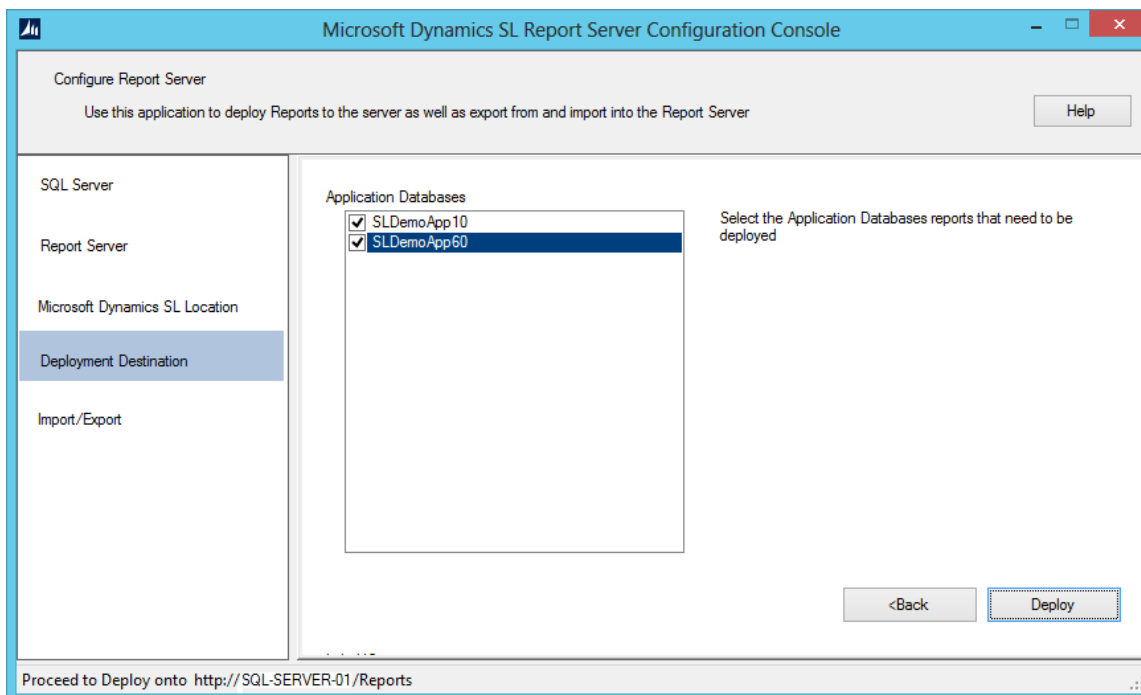 Microsoft Dynamics SL Report Server Configuration Console
Configure Report Server
Use this application to deploy Reports to the server as well as export from and import into the Report Server
Help
SQL Server
Report Server
Microsoft Dynamics SL Location
Deployment Destination
Import/Export
Application Databases
SLDemoApp10
SLDemoApp60
Select the Application Databases reports that need to be
deployed
<Back
Deploy
Proceed to Deploy onto http://SQL-SERVER-01/Reports